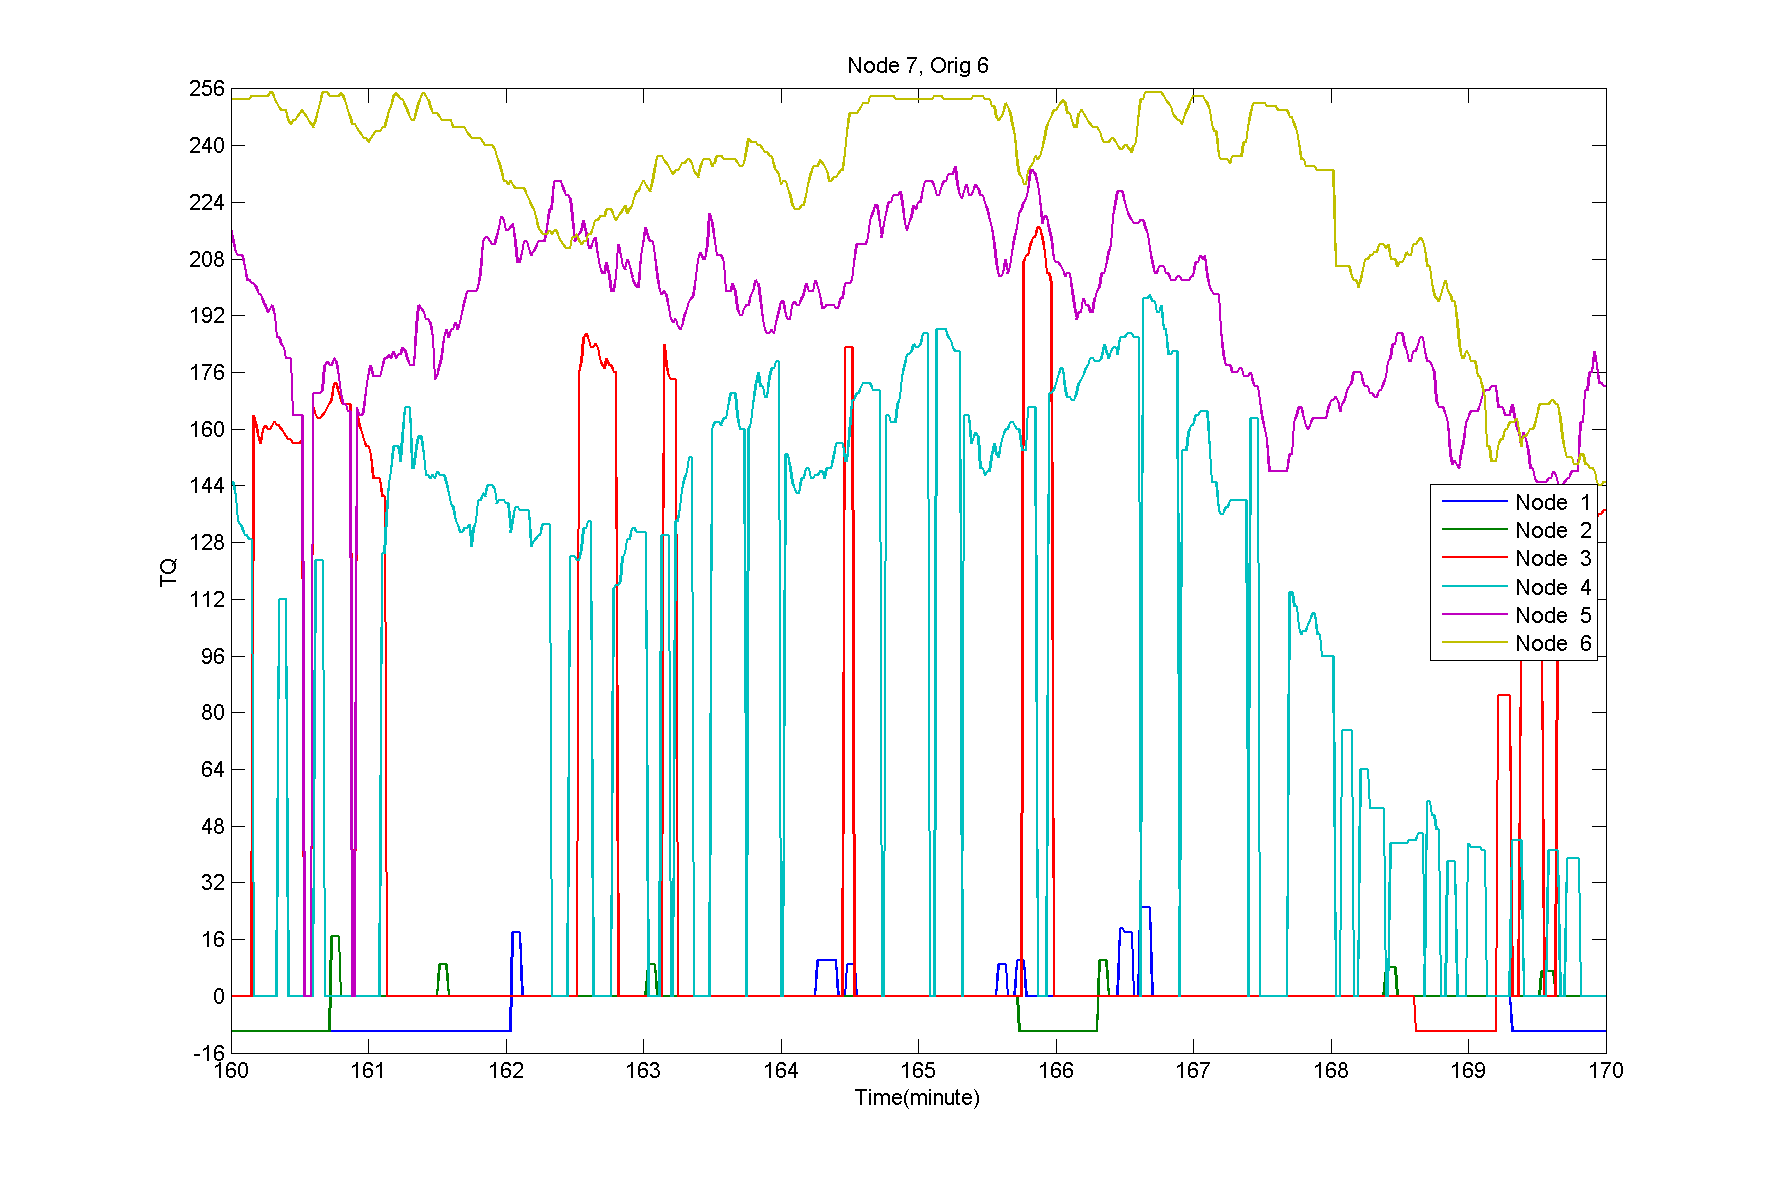 Node 7, Orig 6
256
240
224
208
192
176
160
144
128
112
96
80
64
48
32
16
0
-16
TQ
Node 1
Node 2
Node 3
Node 4
Node 5
Node 6
160 161 162 163 164 165 166 167 168 169 170
Time(minute)